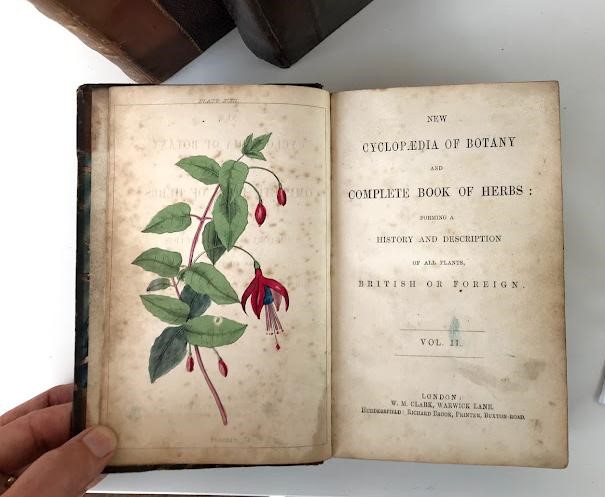 NEW
CYCLOPÆDIA OF BOTANY
AND
COMPLETE BOOK OF HERBS:
FORMING A
HISTORY AND DESCRIPTION
OF ALL PLANTS,
BRITISH OR FOREIGN.
VOL. II.
LONDON:
W. M. CLARK, WARWICK LANE.
HUDDERSFIELD: RICHARD BROOK, PRINTER, BUXTON-ROAD.